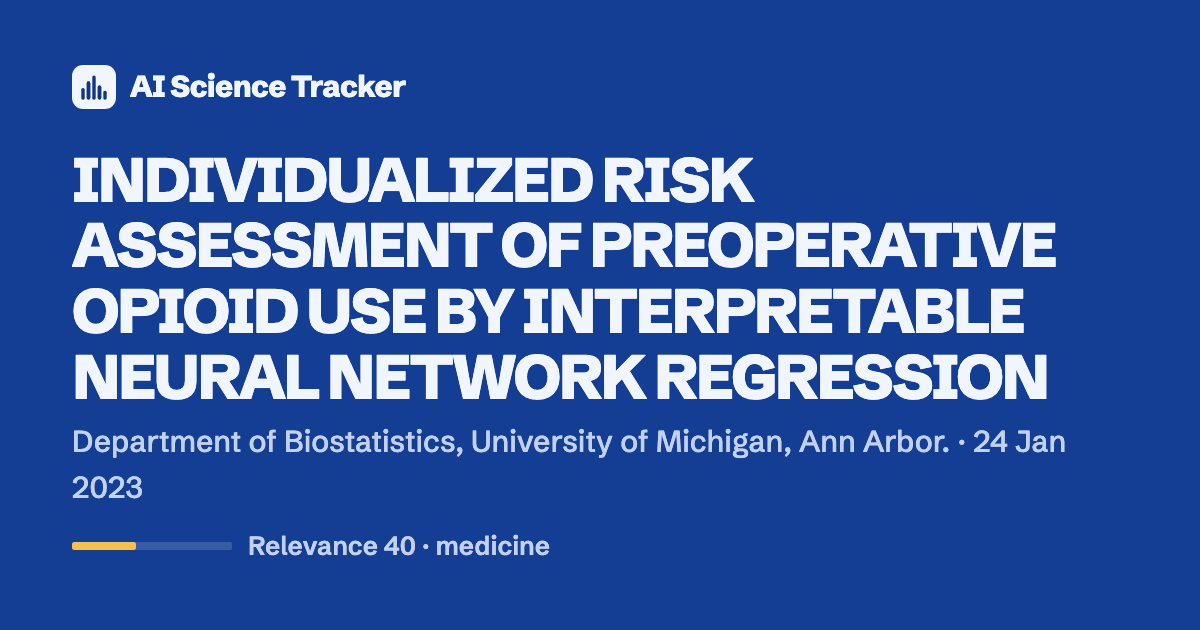 AI Science Tracker
INDIVIDUALIZED RISK
ASSESSMENT OF PREOPERATIVE
OPIOID USE BY INTERPRETABLE
NEURAL NETWORK REGRESSION
Department of Biostatistics, University of Michigan, Ann Arbor. · 24 Jan
2023
Relevance 40 · medicine